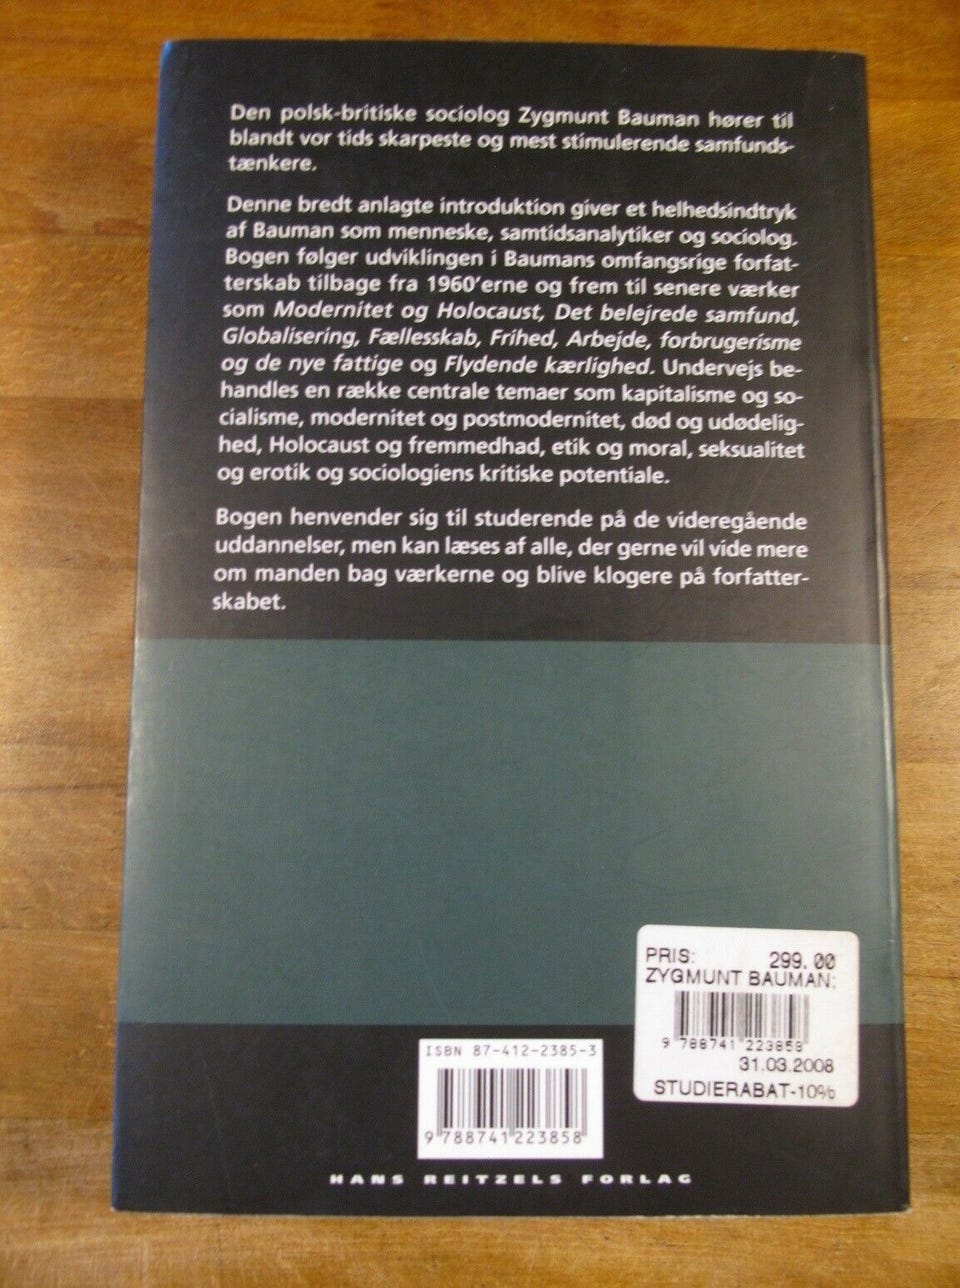 Den polsk-britiske sociolog Zygmunt Bauman hører til
blandt vor tids skarpeste og mest stimulerende samfunds-
tænkere.
Denne bredt anlagte introduktion giver et helhedsindtryk
af Bauman som menneske, samtidsanalytiker og sociolog.
Bogen følger udviklingen i Baumans omfangsrige forfat-
terskab tilbage fra 1960'erne og frem til senere værker
som Modernitet og Holocaust, Det belejrede samfund,
Globalisering, Fællesskab, Frihed, Arbejde, forbrugerisme
og de nye fattige og Flydende kærlighed. Undervejs be-
handles en række centrale temaer som kapitalisme og so-
cialisme, modernitet og postmodernitet, død og udødelig-
hed, Holocaust og fremmedhad, etik og moral, seksualitet
og erotik og sociologiens kritiske potentiale.
Bogen henvender sig til studerende på de videregående
uddannelser, men kan læses af alle, der gerne vil vide mere
om manden bag værkerne og blive klogere på forfatter-
skabet.
PRIS: 299.00
ZYGMUNT BAUMAN;
9 788741 223858
31.03.2008
STUDIERABAT-10%
ISBN 87-412-2385-3
9 788741 223858
HANS REITZELS FORLAG